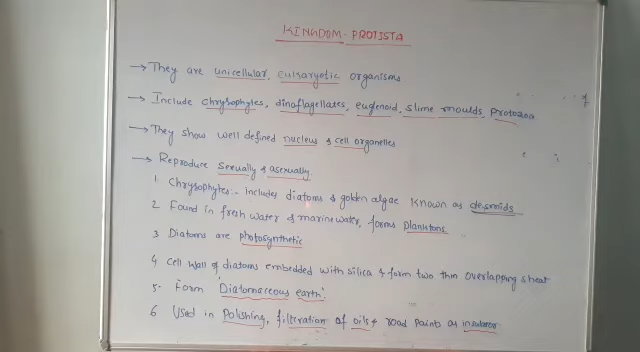 KINGDOM-PROTISTA
→ They are unicellular, eukaryotic organisms
→ Include chrysophytes, dinoflagellates, euglenoid, slime moulds, Protozoa
→ They show well defined nucleus & cell organelles
→ Reproduce sexually & asexually
1 Chrysophytes:- includes diatoms & golden algae known as desmids
2 Found in fresh water & marine water, forms planktons
3 Diatoms are photosynthetic
4 Cell wall of diatoms embedded with silica & form two thin overlapping sheat
5- Form 'Diatomaceous earth'.
6 Used in Polishing, filteration of oils & road paints as insulator